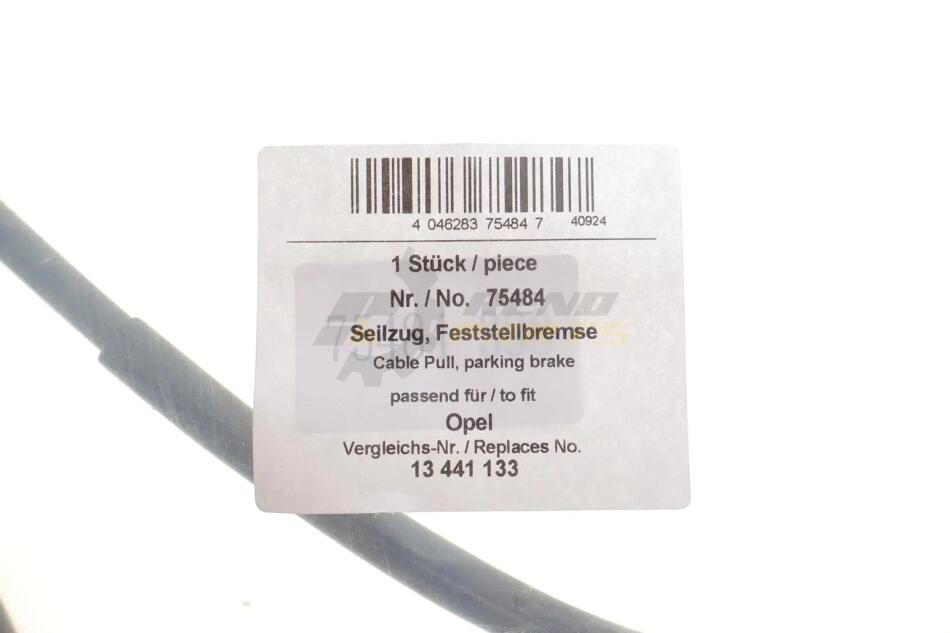 4 046283 75484 7 40924
1 Stück / piece
Nr. / No. 75484
Seilzug, Feststellbremse
Cable Pull, parking brake
passend für / to fit
Opel
Vergleichs-Nr. / Replaces No.
13 441 133